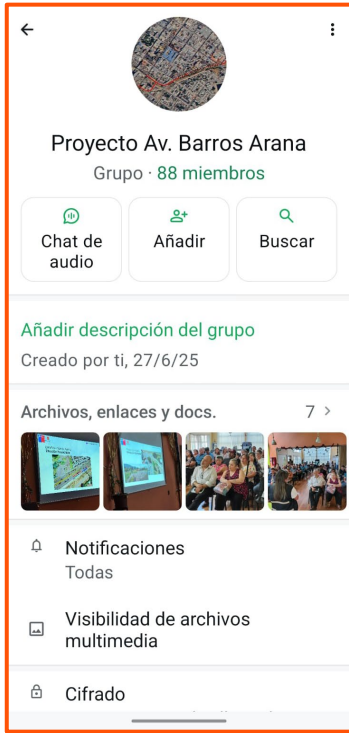 Proyecto Av. Barros Arana
Grupo · 88 miembros
Chat de
audio
Añadir
Buscar
Añadir descripción del grupo
Creado por ti, 27/6/25
Archivos, enlaces y docs.
7
Notificaciones
Todas
Visibilidad de archivos
multimedia
Cifrado